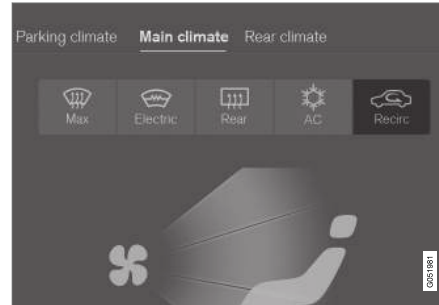 Parking climate Main climate Rear climate
Max Electric Rear AC Recirc
G051981